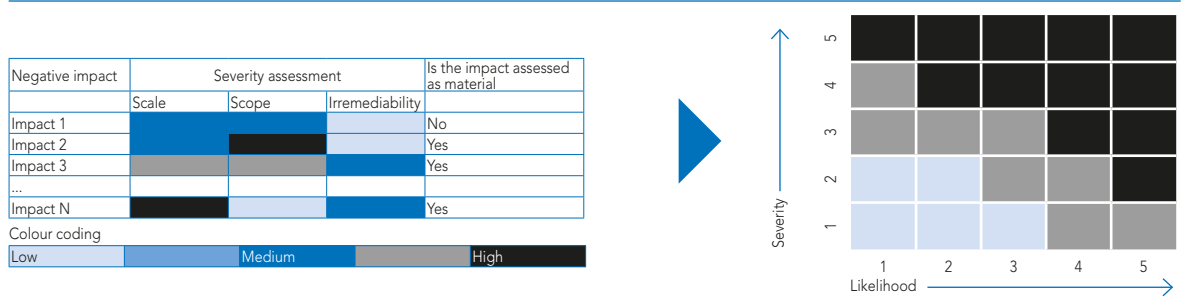 Negative impact Severity assessment Is the impact assessed
as material
Scale Scope Irremediability
Impact 1 No
Impact 2 Yes
Impact 3 Yes
...
Impact N Yes
Colour coding
Low Medium High
5
4
3
2
1
Severity
1 2 3 4 5
Likelihood